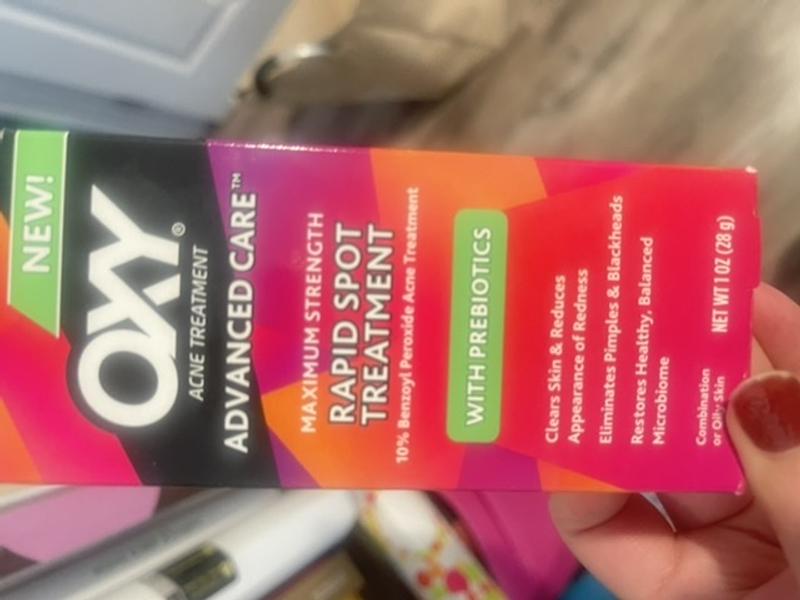 NEW!
OXY®
ACNE TREATMENT
ADVANCED CARE™
MAXIMUM STRENGTH
RAPID SPOT
TREATMENT
10% Benzoyl Peroxide Acne Treatment
WITH PREBIOTICS
Clears Skin & Reduces
Appearance of Redness
Eliminates Pimples & Blackheads
Restores Healthy, Balanced
Microbiome
Combination
or Oily Skin
NET WT 1 OZ (28 g)